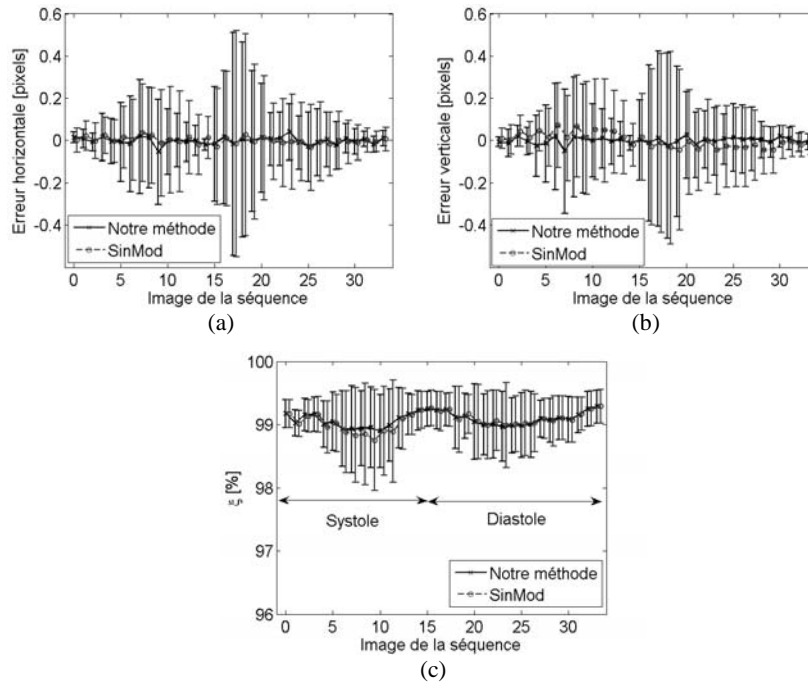 0.6
0.4
0.2
0
-0.2
-0.4
Erreur horizontale [pixels]
Notre méthode
SinMod
0 5 10 15 20 25 30
Image de la séquence
(a)
0.6
0.4
0.2
0
-0.2
-0.4
Erreur verticale [pixels]
Notre méthode
SinMod
0 5 10 15 20 25 30
Image de la séquence
(b)
100
99
98
97
96
ξ [%]
Systole
Diastole
Notre méthode
SinMod
0 5 10 15 20 25 30
Image de la séquence
(c)